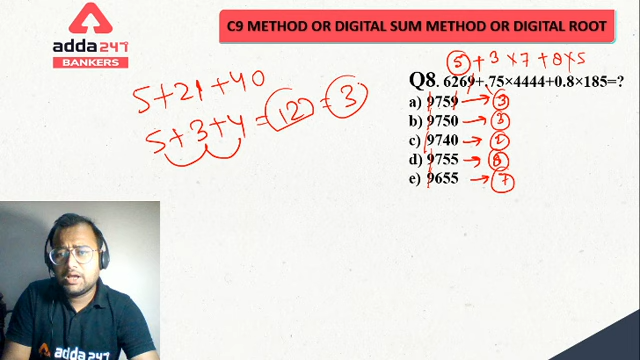 C9 METHOD OR DIGITAL SUM METHOD OR DIGITAL ROOT
adda247
BANKERS
5 + 3 × 7 + 8 × 5
Q8. 6269+.75×4444+0.8×185=?
a) 9759 → 3
b) 9750 → 3
c) 9740 → 2
d) 9755 → 8
e) 9655 → 7
5+21+40
5+3+4 = 12 = 3
adda247